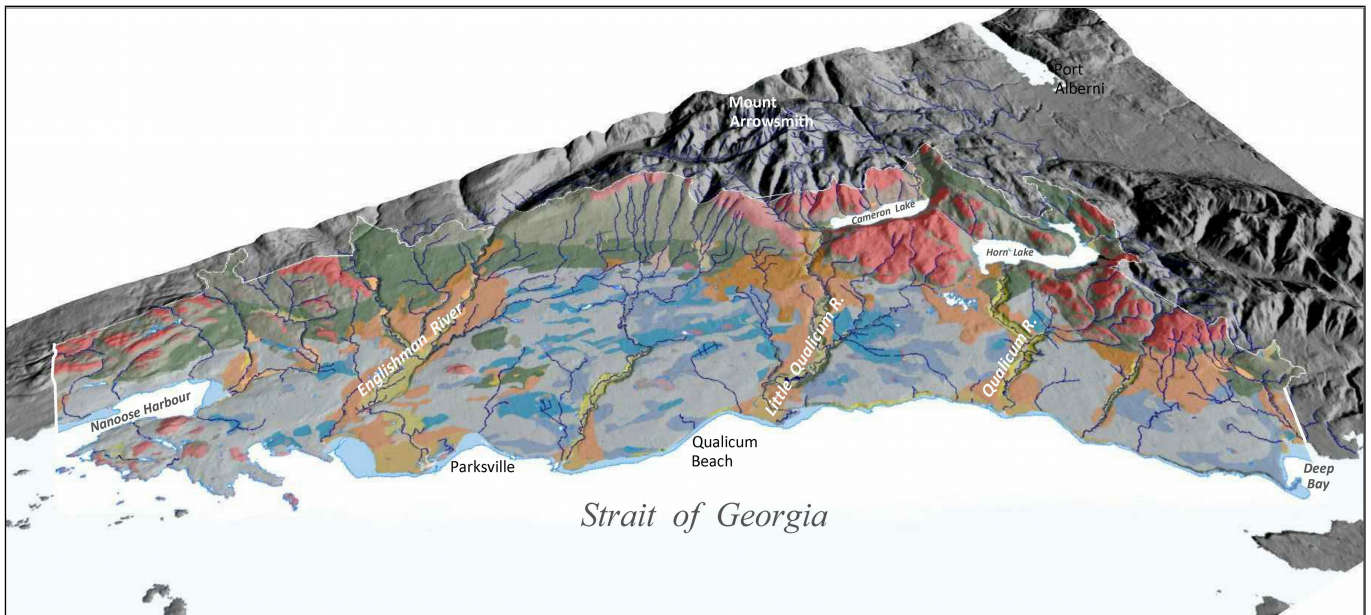 Port
Alberni
Mount
Arrowsmith
Cameron Lake
Horn Lake
Englishman River
Little Qualicum R.
Qualicum R.
Nanoose Harbour
Parksville
Qualicum
Beach
Deep
Bay
Strait of Georgia